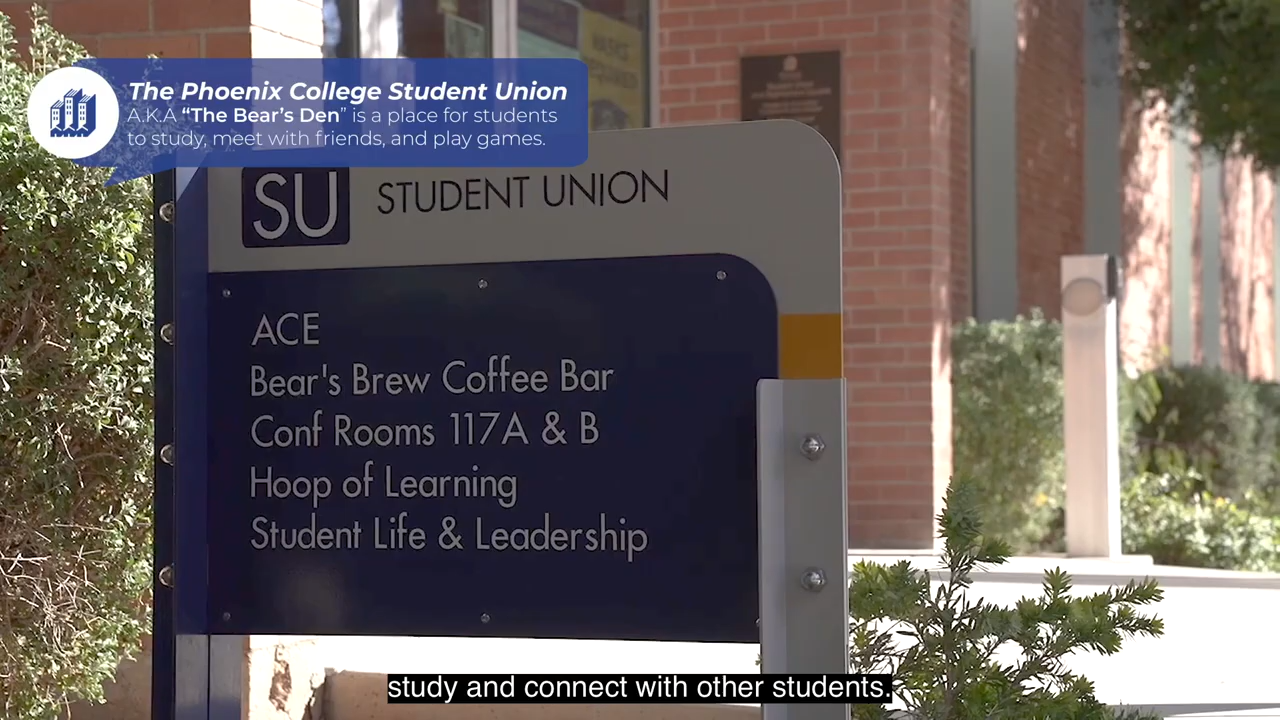 The Phoenix College Student Union
A.K.A “The Bear’s Den” is a place for students
to study, meet with friends, and play games.
SU STUDENT UNION
ACE
Bear's Brew Coffee Bar
Conf Rooms 117A & B
Hoop of Learning
Student Life & Leadership
study and connect with other students.